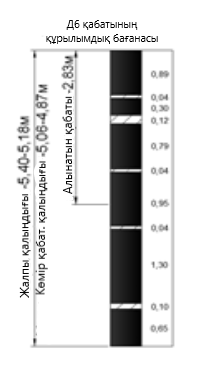 Д6 қабатының
құрылымдық бағанасы
Жалпы қалыңдығы -5,40-5,18м
Көмір қабат. қалындығы -5,06-4,87м
Алынатын қабаты -2,83м
0,89
0,04
0,30
0,12
0,79
0,04
0,95
0,04
1,30
0,10
0,65